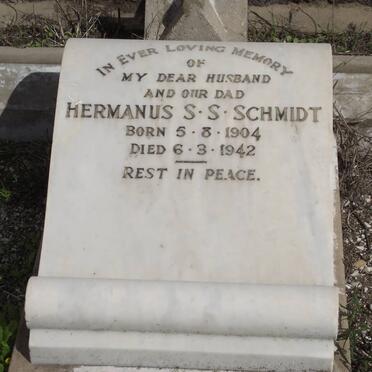 IN EVER LOVING MEMORY
OF
MY DEAR HUSBAND
AND OUR DAD
HERMANUS S·S·SCHMIDT
BORN 5·8·1904
DIED 6·3·1942
REST IN PEACE.